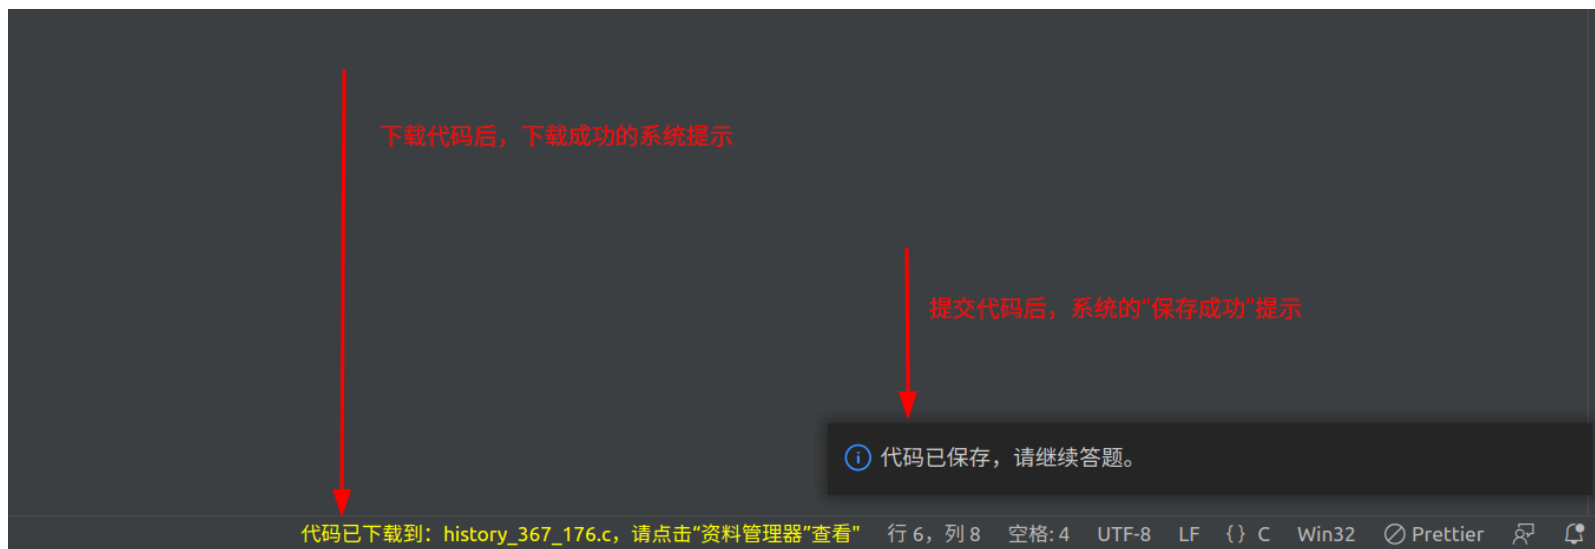 下载代码后，下载成功的系统提示
提交代码后，系统的“保存成功”提示
代码已保存，请继续答题。
代码已下载到：history_367_176.c，请点击“资料管理器”查看" 行 6，列 8 空格: 4 UTF-8 LF {} C Win32 Prettier